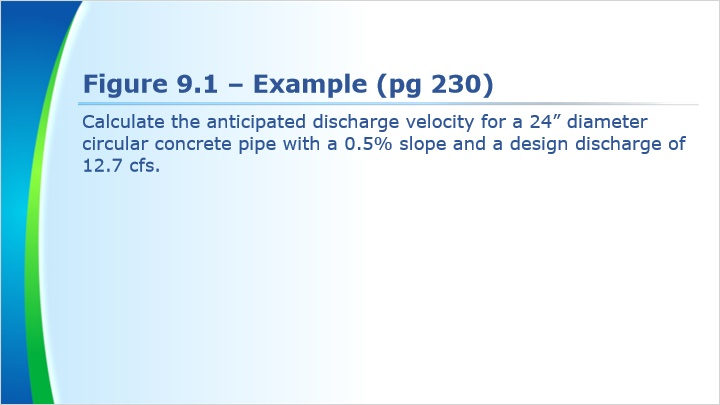 Figure 9.1 – Example (pg 230)
Calculate the anticipated discharge velocity for a 24” diameter
circular concrete pipe with a 0.5% slope and a design discharge of
12.7 cfs.